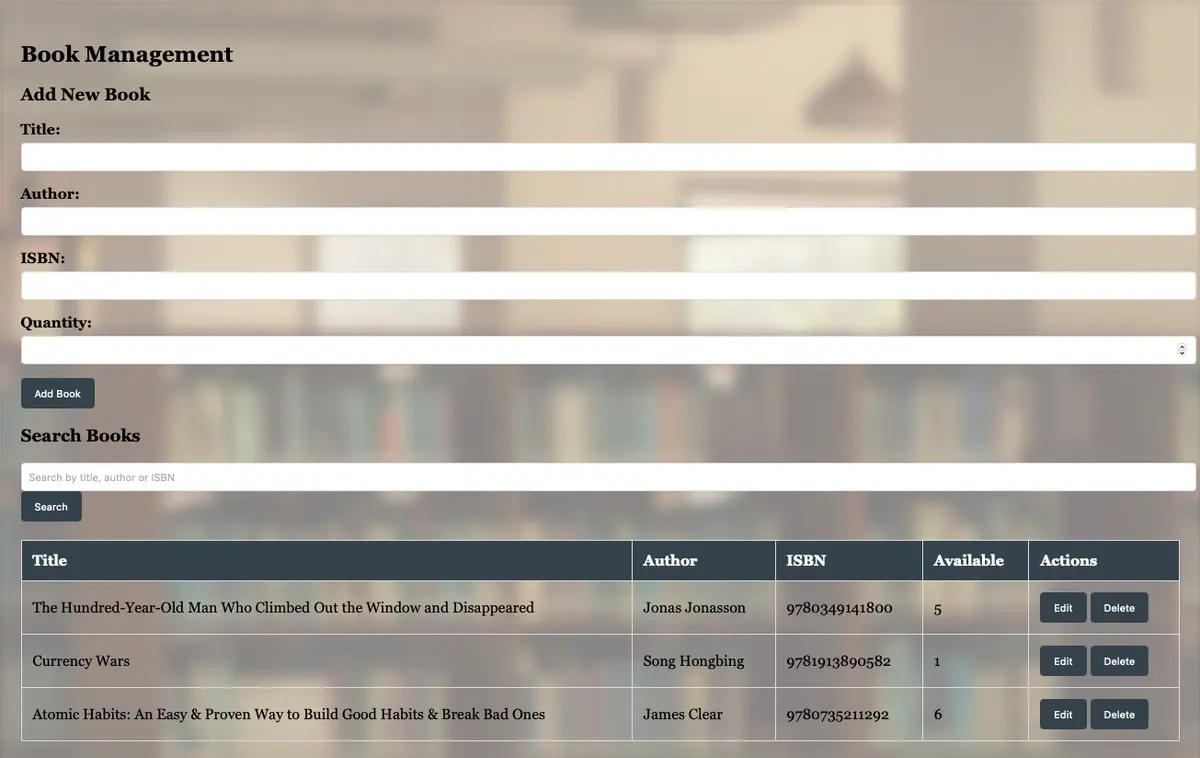 Book Management
Add New Book
Title:
Author:
ISBN:
Quantity:
Add Book
Search Books
Search by title, author or ISBN
Search
Title Author ISBN Available Actions
The Hundred-Year-Old Man Who Climbed Out the Window and Disappeared Jonas Jonasson 9780349141800 5 Edit Delete
Currency Wars Song Hongbing 9781913890582 1 Edit Delete
Atomic Habits: An Easy & Proven Way to Build Good Habits & Break Bad Ones James Clear 9780735211292 6 Edit Delete